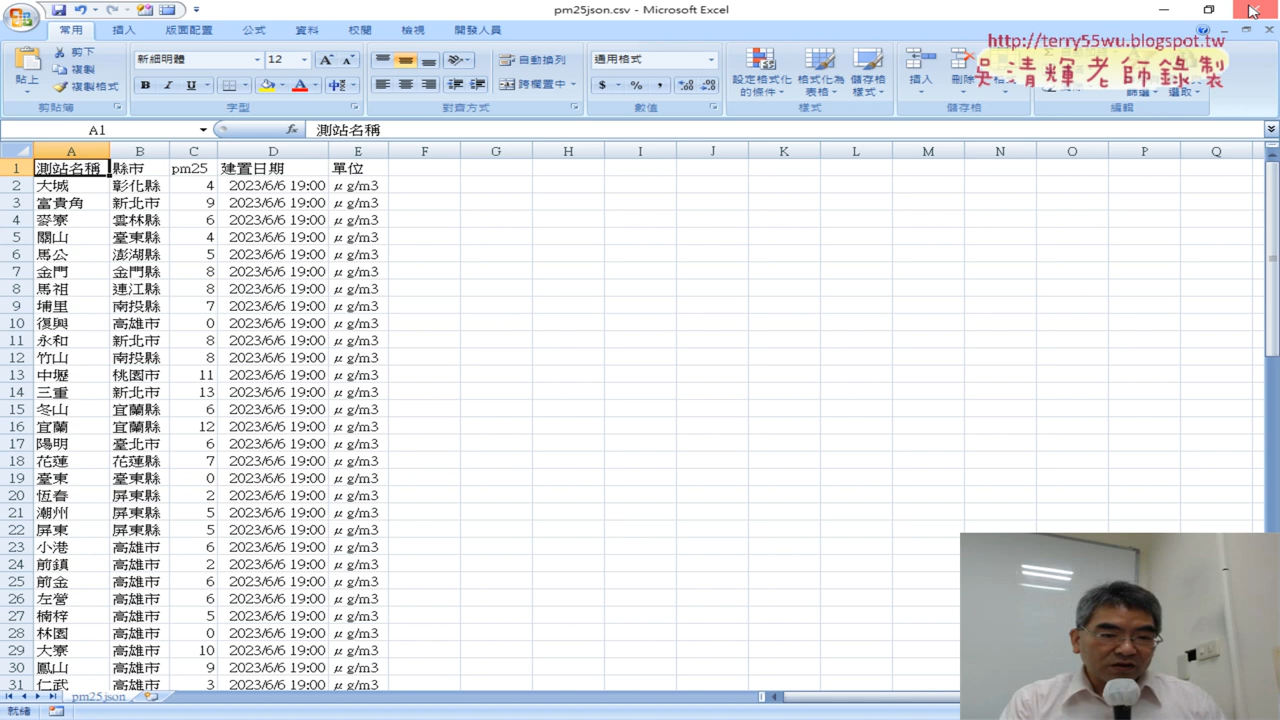 pm25json.csv - Microsoft Excel
常用 插入 版面配置 公式 資料 校閱 檢視 開發人員
http://terry55wu.blogspot.tw
吳清輝老師錄製
貼上 剪下 複製 複製格式 剪貼簿
新細明體 12 字型
自動換列 跨欄置中 對齊方式
通用格式 $ % , 數值
設定格式化的條件 格式化為表格 儲存格樣式 樣式
插入 刪除 儲存格
編輯
A1 fx 測站名稱
A B C D E F G H I J K L M N O P Q
1 測站名稱 縣市 pm25 建置日期 單位
2 大城 彰化縣 4 2023/6/6 19:00 μg/m3
3 富貴角 新北市 9 2023/6/6 19:00 μg/m3
4 麥寮 雲林縣 6 2023/6/6 19:00 μg/m3
5 關山 臺東縣 4 2023/6/6 19:00 μg/m3
6 馬公 澎湖縣 5 2023/6/6 19:00 μg/m3
7 金門 金門縣 8 2023/6/6 19:00 μg/m3
8 馬祖 連江縣 8 2023/6/6 19:00 μg/m3
9 埔里 南投縣 7 2023/6/6 19:00 μg/m3
10 復興 高雄市 0 2023/6/6 19:00 μg/m3
11 永和 新北市 8 2023/6/6 19:00 μg/m3
12 竹山 南投縣 8 2023/6/6 19:00 μg/m3
13 中壢 桃園市 11 2023/6/6 19:00 μg/m3
14 三重 新北市 13 2023/6/6 19:00 μg/m3
15 冬山 宜蘭縣 6 2023/6/6 19:00 μg/m3
16 宜蘭 宜蘭縣 12 2023/6/6 19:00 μg/m3
17 陽明 臺北市 6 2023/6/6 19:00 μg/m3
18 花蓮 花蓮縣 7 2023/6/6 19:00 μg/m3
19 臺東 臺東縣 0 2023/6/6 19:00 μg/m3
20 恆春 屏東縣 2 2023/6/6 19:00 μg/m3
21 潮州 屏東縣 5 2023/6/6 19:00 μg/m3
22 屏東 屏東縣 5 2023/6/6 19:00 μg/m3
23 小港 高雄市 6 2023/6/6 19:00 μg/m3
24 前鎮 高雄市 2 2023/6/6 19:00 μg/m3
25 前金 高雄市 6 2023/6/6 19:00 μg/m3
26 左營 高雄市 6 2023/6/6 19:00 μg/m3
27 楠梓 高雄市 5 2023/6/6 19:00 μg/m3
28 林園 高雄市 0 2023/6/6 19:00 μg/m3
29 大寮 高雄市 10 2023/6/6 19:00 μg/m3
30 鳳山 高雄市 9 2023/6/6 19:00 μg/m3
31 仁武 高雄市 3 2023/6/6 19:00 μg/m3
pm25json
就緒